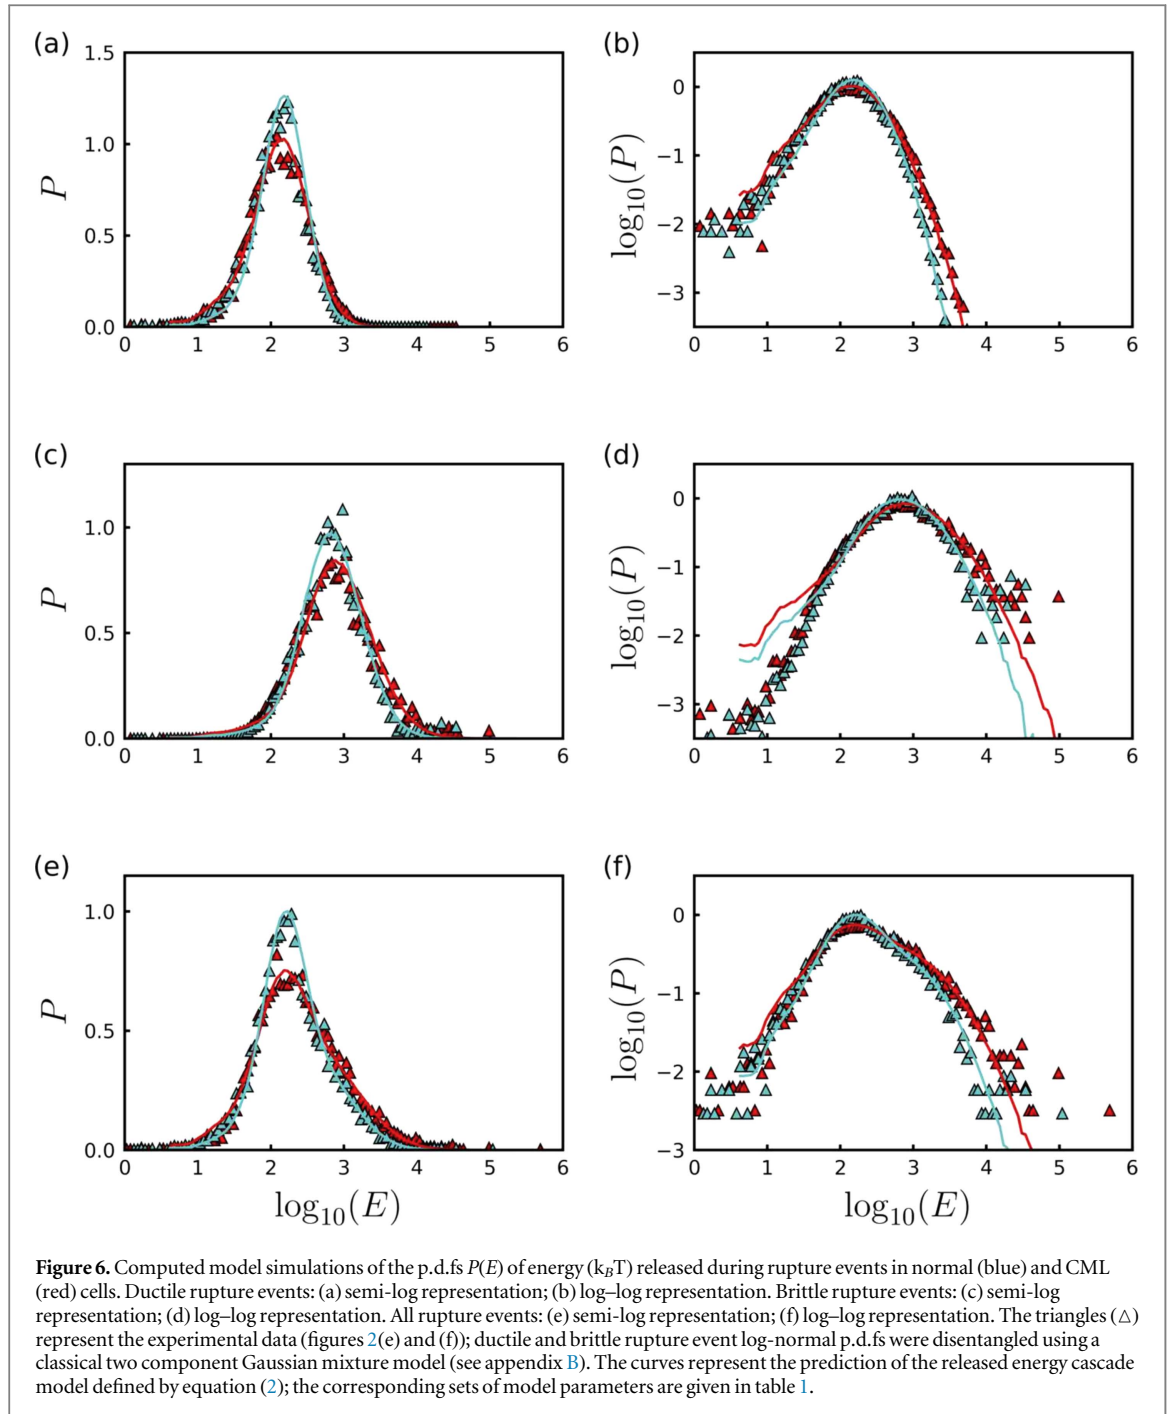 (a)
1.5
1.0
0.5
0.0
P
0 1 2 3 4 5 6
(b)
0
−1
−2
−3
log10(P)
0 1 2 3 4 5 6
(c)
1.0
0.5
0.0
P
0 1 2 3 4 5 6
(d)
0
−1
−2
−3
log10(P)
0 1 2 3 4 5 6
(e)
1.0
0.5
0.0
P
0 1 2 3 4 5 6
log10(E)
(f)
0
−1
−2
−3
log10(P)
0 1 2 3 4 5 6
log10(E)
Figure 6. Computed model simulations of the p.d.fs P(E) of energy (kBT) released during rupture events in normal (blue) and CML
(red) cells. Ductile rupture events: (a) semi-log representation; (b) log–log representation. Brittle rupture events: (c) semi-log
representation; (d) log–log representation. All rupture events: (e) semi-log representation; (f) log–log representation. The triangles (△)
represent the experimental data (figures 2(e) and (f)); ductile and brittle rupture event log-normal p.d.fs were disentangled using a
classical two component Gaussian mixture model (see appendix B). The curves represent the prediction of the released energy cascade
model defined by equation (2); the corresponding sets of model parameters are given in table 1.